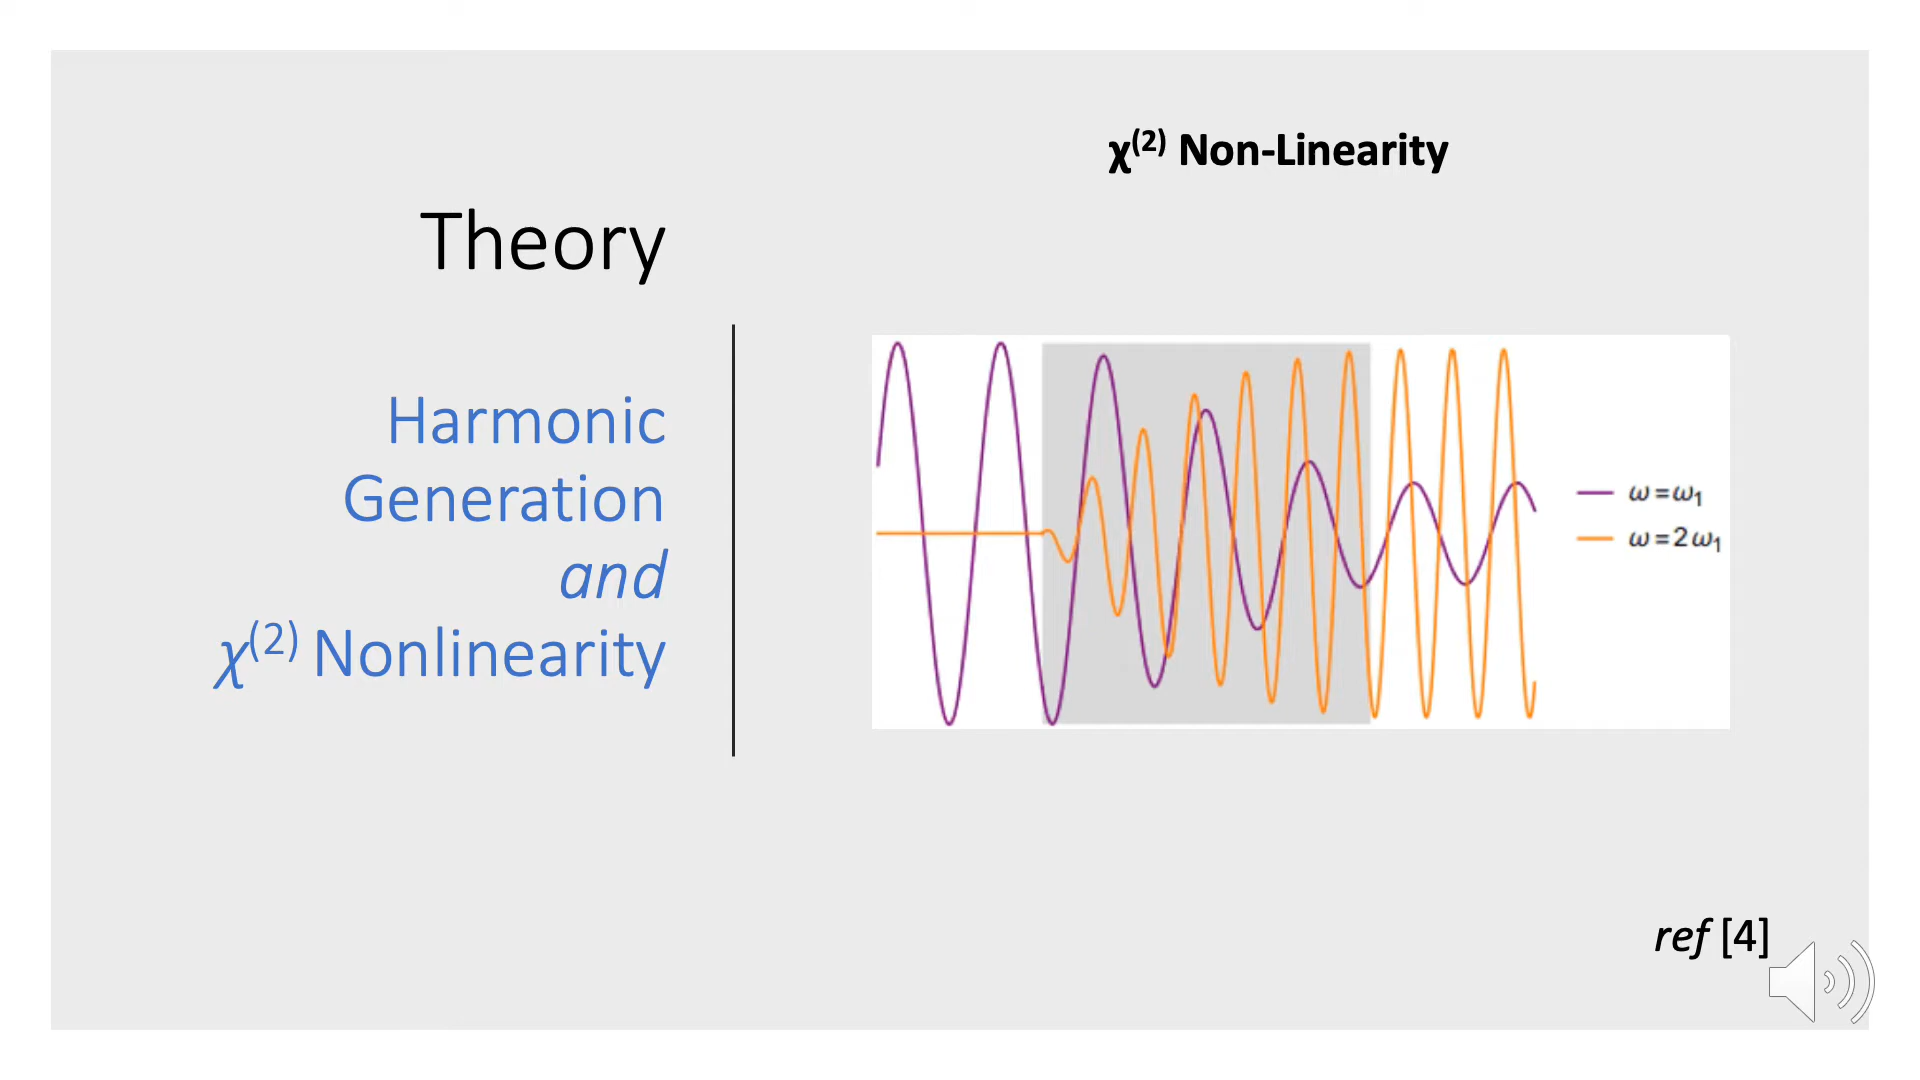 Theory
Harmonic
Generation
and
χ⁽²⁾ Nonlinearity
χ⁽²⁾ Non-Linearity
ω=ω₁
ω=2ω₁
ref [4]